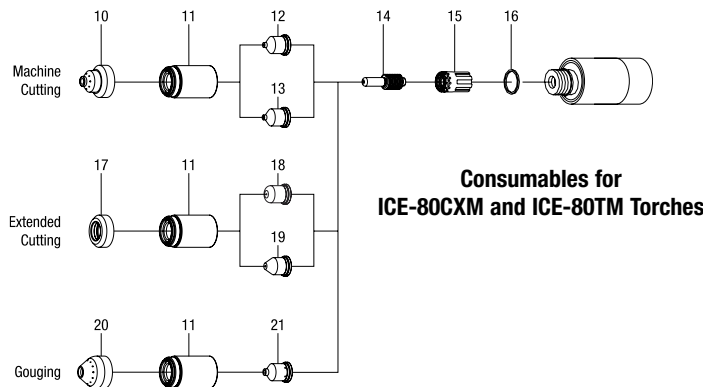 10 11 12 14 15 16
Machine
Cutting
13
17 11 18
Consumables for
ICE-80CXM and ICE-80TM Torches
Extended
Cutting
19
20 11 21
Gouging